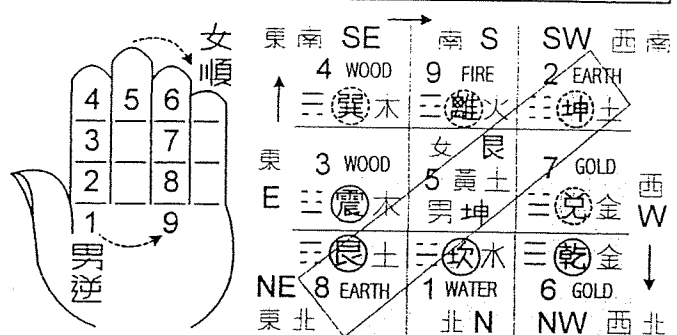 女順
4 5 6
3 7
2 8
1 9
男逆
東南 SE 南 S SW 西南
4 WOOD 9 FIRE 2 EARTH
☴ 巽 木 ☲ 離 火 ☷ 坤 土
東 E
3 WOOD
☳ 震 木
女 艮
5 黃土
男 坤
7 GOLD
☱ 兌 金
西 W
☶ 艮 土 ☵ 坎 水 ☰ 乾 金
NE 8 EARTH 1 WATER 6 GOLD
東北 北 N NW 西北